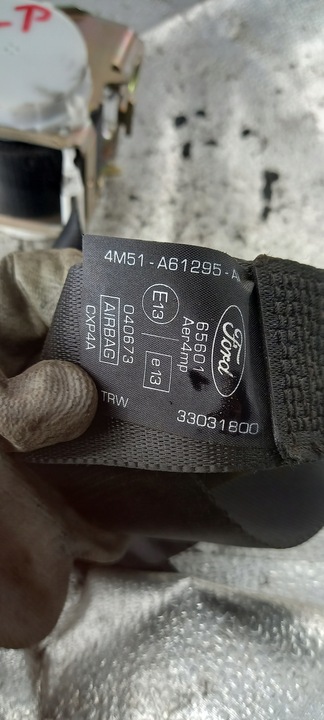 -P
4M51-A61295-A
E13
65601
Aer4mp
Ford
040673
AIRBAG
CXP4A
e13
TRW
33031800